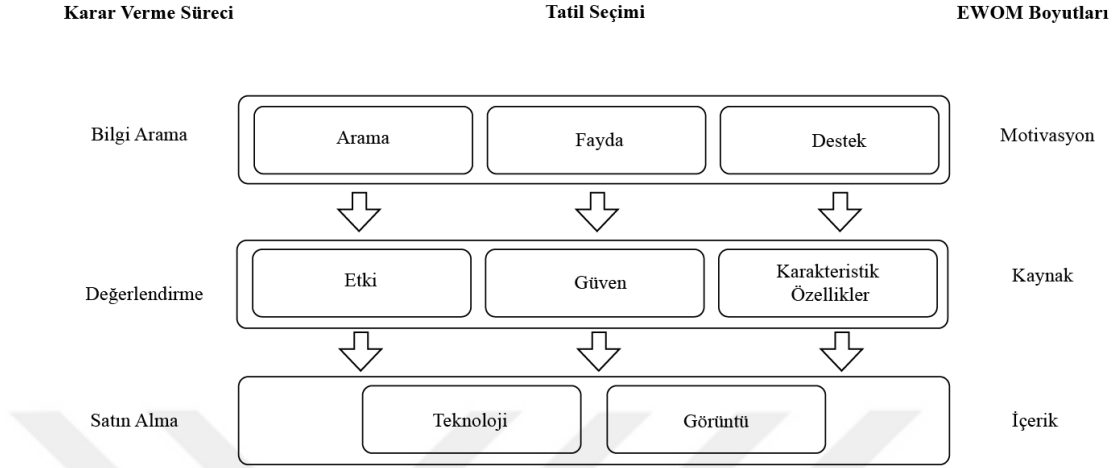 Karar Verme Süreci Tatil Seçimi EWOM Boyutları
Bilgi Arama Arama Fayda Destek Motivasyon
Değerlendirme Etki Güven Karakteristik Kaynak
Özellikler
Satın Alma Teknoloji Görüntü İçerik